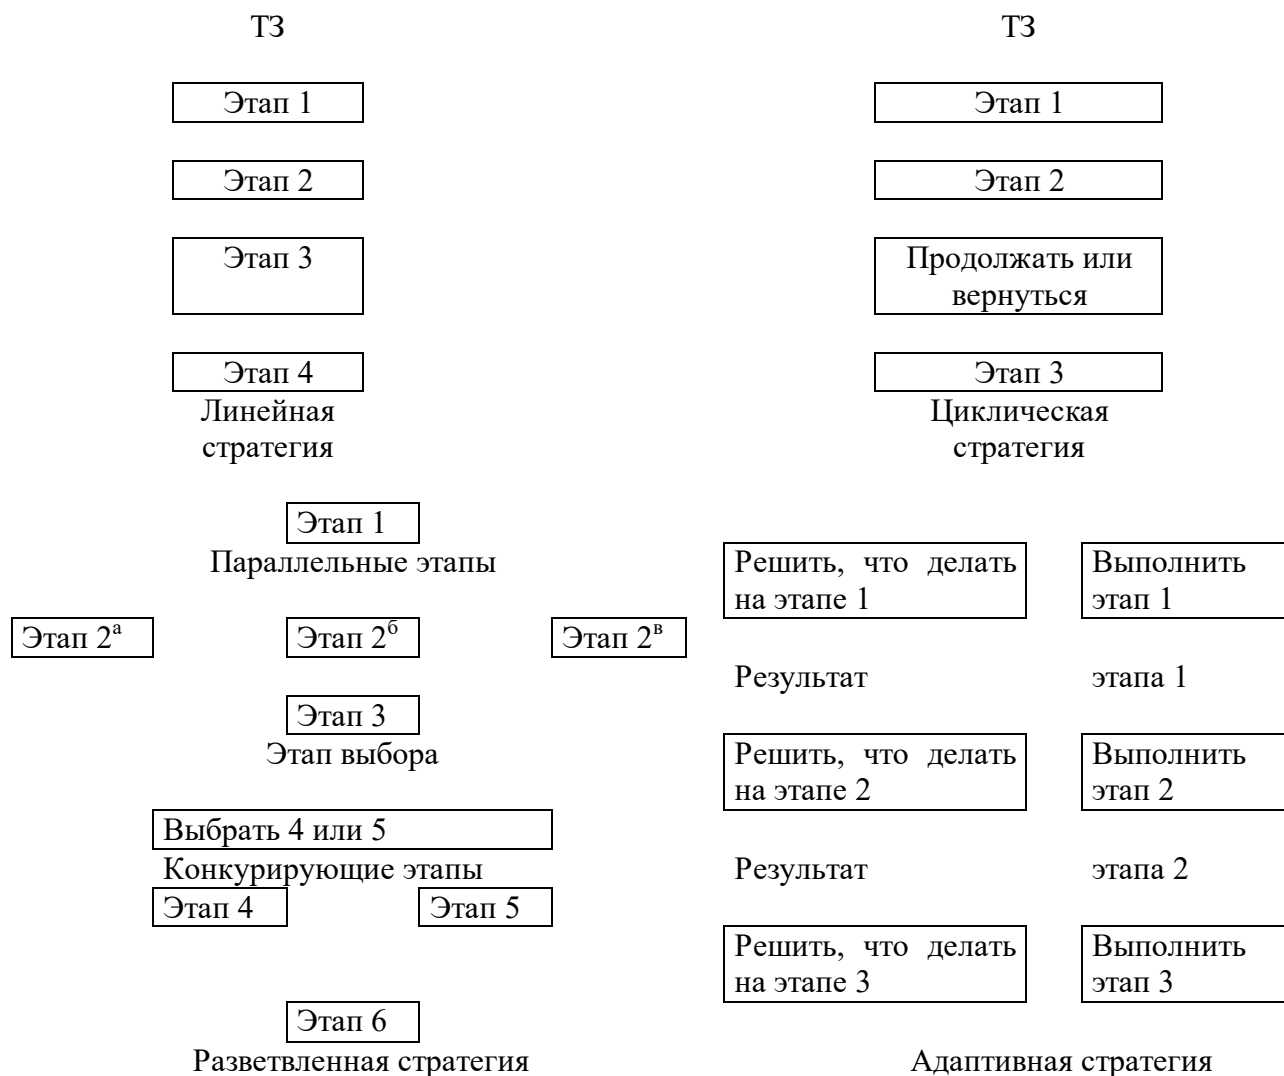 ТЗ
Этап 1
Этап 2
Этап 3
Этап 4
Линейная
стратегия
ТЗ
Этап 1
Этап 2
Продолжать или
вернуться
Этап 3
Циклическая
стратегия
Этап 1
Параллельные этапы
Этап 2ᵃ Этап 2ᵇ Этап 2ᵛ
Этап 3
Этап выбора
Выбрать 4 или 5
Конкурирующие этапы
Этап 4 Этап 5
Этап 6
Разветвленная стратегия
Решить, что делать
на этапе 1
Выполнить
этап 1
Результат этапа 1
Решить, что делать
на этапе 2
Выполнить
этап 2
Результат этапа 2
Решить, что делать
на этапе 3
Выполнить
этап 3
Адаптивная стратегия